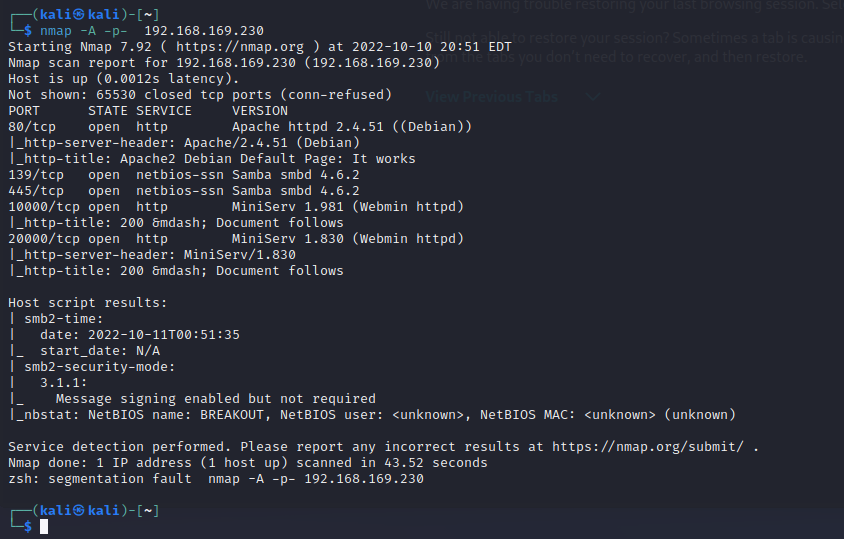 ┌──(kali㉿kali)-[~]
└─$ nmap -A -p-  192.168.169.230
Starting Nmap 7.92 ( https://nmap.org ) at 2022-10-10 20:51 EDT
Nmap scan report for 192.168.169.230 (192.168.169.230)
Host is up (0.0012s latency).
Not shown: 65530 closed tcp ports (conn-refused)
PORT      STATE SERVICE     VERSION
80/tcp    open  http        Apache httpd 2.4.51 ((Debian))
|_http-server-header: Apache/2.4.51 (Debian)
|_http-title: Apache2 Debian Default Page: It works
139/tcp   open  netbios-ssn Samba smbd 4.6.2
445/tcp   open  netbios-ssn Samba smbd 4.6.2
10000/tcp open  http        MiniServ 1.981 (Webmin httpd)
|_http-title: 200 &mdash; Document follows
20000/tcp open  http        MiniServ 1.830 (Webmin httpd)
|_http-server-header: MiniServ/1.830
|_http-title: 200 &mdash; Document follows

Host script results:
| smb2-time:
|   date: 2022-10-11T00:51:35
|_  start_date: N/A
| smb2-security-mode:
|   3.1.1:
|_    Message signing enabled but not required
|_nbstat: NetBIOS name: BREAKOUT, NetBIOS user: <unknown>, NetBIOS MAC: <unknown> (unknown)

Service detection performed. Please report any incorrect results at https://nmap.org/submit/ .
Nmap done: 1 IP address (1 host up) scanned in 43.52 seconds
zsh: segmentation fault  nmap -A -p- 192.168.169.230

┌──(kali㉿kali)-[~]
└─$
We are having trouble restoring your last browsing session. Sel
Still not able to restore your session? Sometimes a tab is causin
from the tabs you don't need to recover, and then restore.
View Previous Tabs